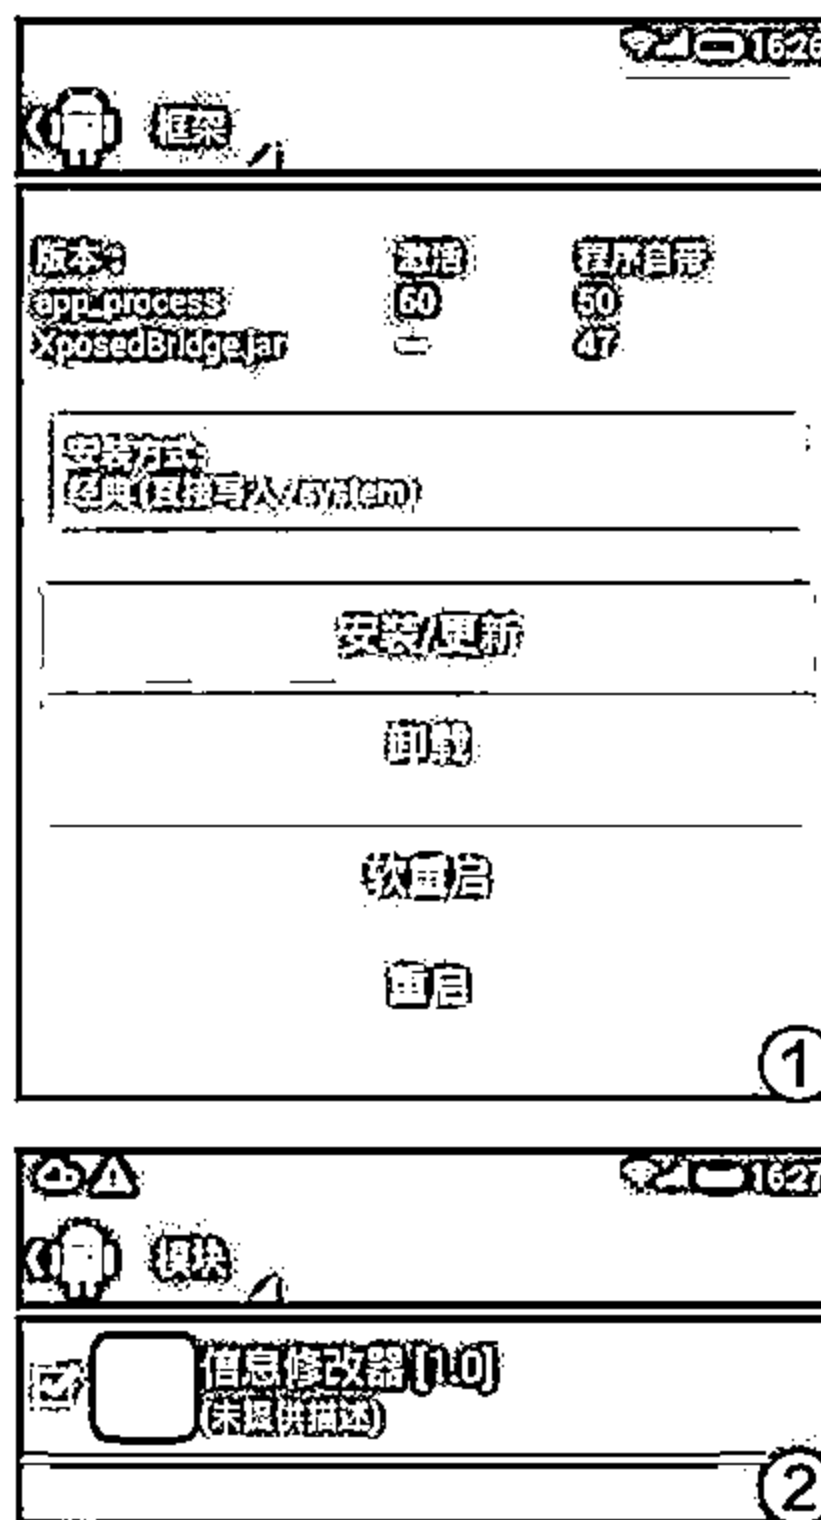 16:26
框架
版本: 激活 程序自带
app_process 60 50
XposedBridge.jar — 47
安装方式
经典(直接写入/system)
安装/更新
卸载
软重启
重启
1
16:27
模块
信息修改器 [1.0]
(未提供描述)
2